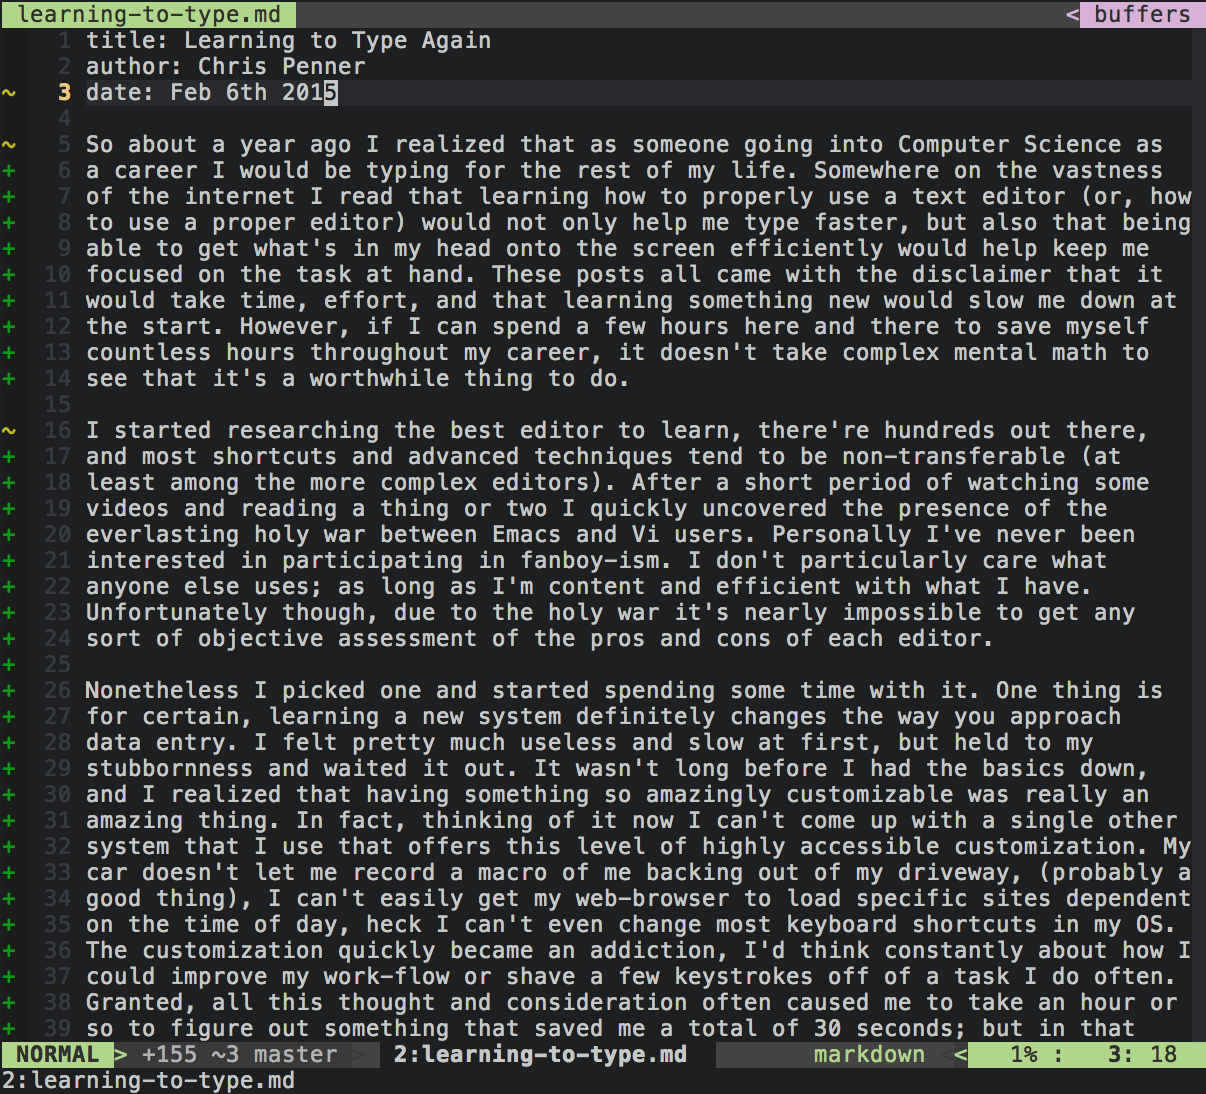 learning-to-type.md < buffers
1 title: Learning to Type Again
2 author: Chris Penner
~ 3 date: Feb 6th 2015
4
~ 5 So about a year ago I realized that as someone going into Computer Science as
+ 6 a career I would be typing for the rest of my life. Somewhere on the vastness
+ 7 of the internet I read that learning how to properly use a text editor (or, how
+ 8 to use a proper editor) would not only help me type faster, but also that being
+ 9 able to get what's in my head onto the screen efficiently would help keep me
+ 10 focused on the task at hand. These posts all came with the disclaimer that it
+ 11 would take time, effort, and that learning something new would slow me down at
+ 12 the start. However, if I can spend a few hours here and there to save myself
+ 13 countless hours throughout my career, it doesn't take complex mental math to
+ 14 see that it's a worthwhile thing to do.
15
~ 16 I started researching the best editor to learn, there're hundreds out there,
+ 17 and most shortcuts and advanced techniques tend to be non-transferable (at
+ 18 least among the more complex editors). After a short period of watching some
+ 19 videos and reading a thing or two I quickly uncovered the presence of the
+ 20 everlasting holy war between Emacs and Vi users. Personally I've never been
+ 21 interested in participating in fanboy-ism. I don't particularly care what
+ 22 anyone else uses; as long as I'm content and efficient with what I have.
+ 23 Unfortunately though, due to the holy war it's nearly impossible to get any
+ 24 sort of objective assessment of the pros and cons of each editor.
+ 25
+ 26 Nonetheless I picked one and started spending some time with it. One thing is
+ 27 for certain, learning a new system definitely changes the way you approach
+ 28 data entry. I felt pretty much useless and slow at first, but held to my
+ 29 stubbornness and waited it out. It wasn't long before I had the basics down,
+ 30 and I realized that having something so amazingly customizable was really an
+ 31 amazing thing. In fact, thinking of it now I can't come up with a single other
+ 32 system that I use that offers this level of highly accessible customization. My
+ 33 car doesn't let me record a macro of me backing out of my driveway, (probably a
+ 34 good thing), I can't easily get my web-browser to load specific sites dependent
+ 35 on the time of day, heck I can't even change most keyboard shortcuts in my OS.
+ 36 The customization quickly became an addiction, I'd think constantly about how I
+ 37 could improve my work-flow or shave a few keystrokes off of a task I do often.
+ 38 Granted, all this thought and consideration often caused me to take an hour or
+ 39 so to figure out something that saved me a total of 30 seconds; but in that
NORMAL > +155 ~3 master > 2:learning-to-type.md markdown < < 1% : 3: 18
2:learning-to-type.md